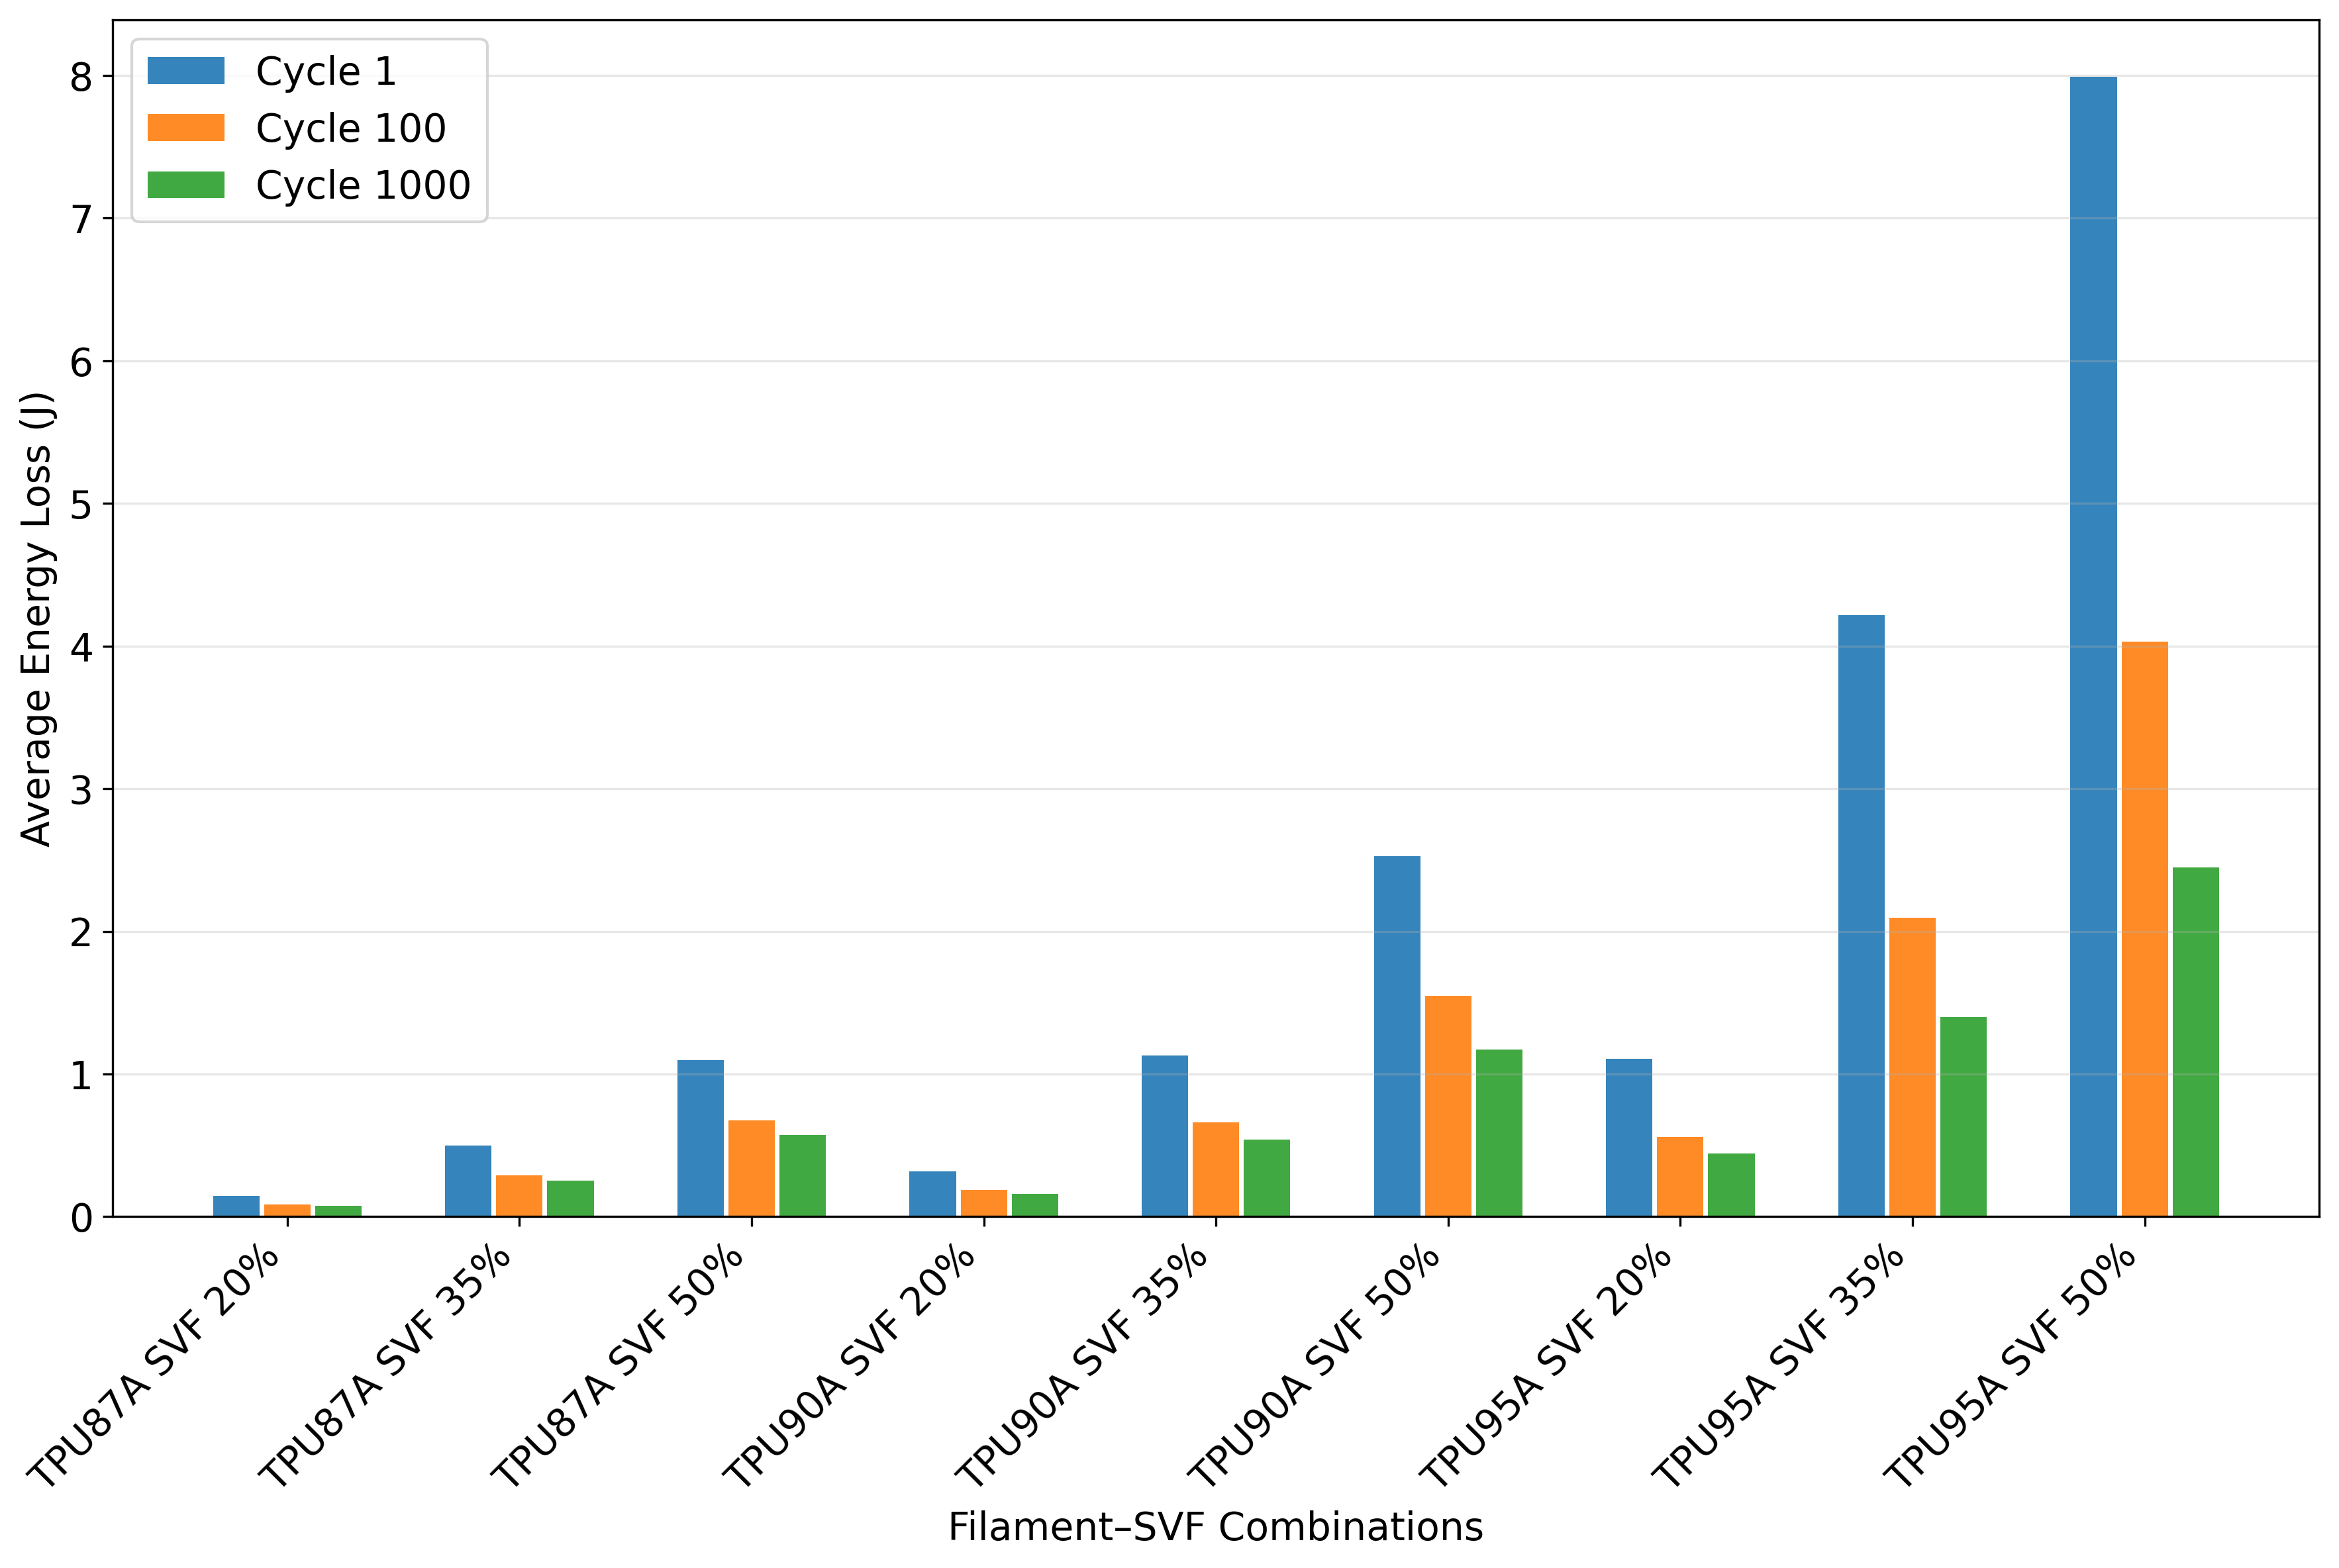 Cycle 1
Cycle 100
Cycle 1000
Average Energy Loss (J)
8
7
6
5
4
3
2
1
0
TPU87A SVF 20%
TPU87A SVF 35%
TPU87A SVF 50%
TPU90A SVF 20%
TPU90A SVF 35%
TPU90A SVF 50%
TPU95A SVF 20%
TPU95A SVF 35%
TPU95A SVF 50%
Filament–SVF Combinations